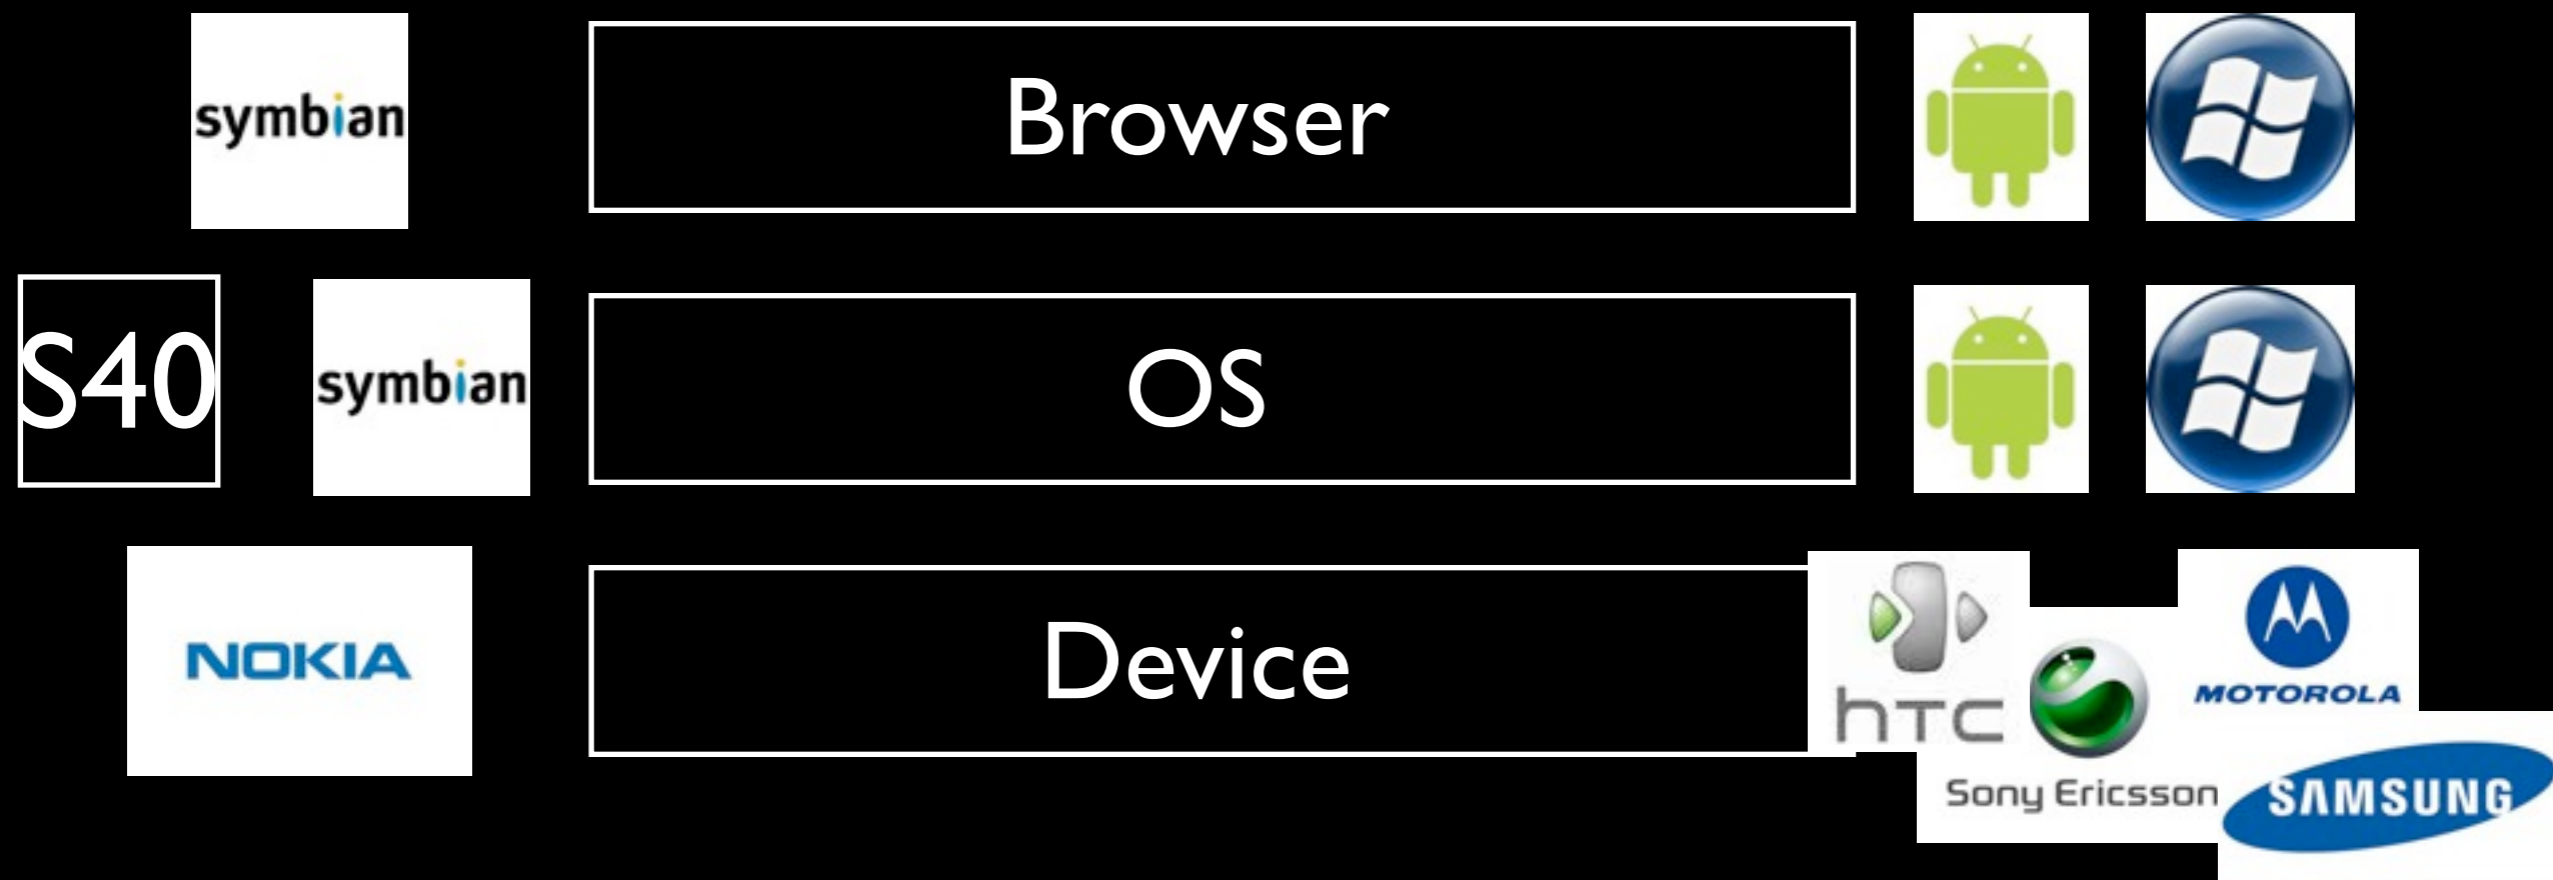 symbian
Browser
S40
symbian
OS
NOKIA
Device
hTC
Sony Ericsson
MOTOROLA
SAMSUNG